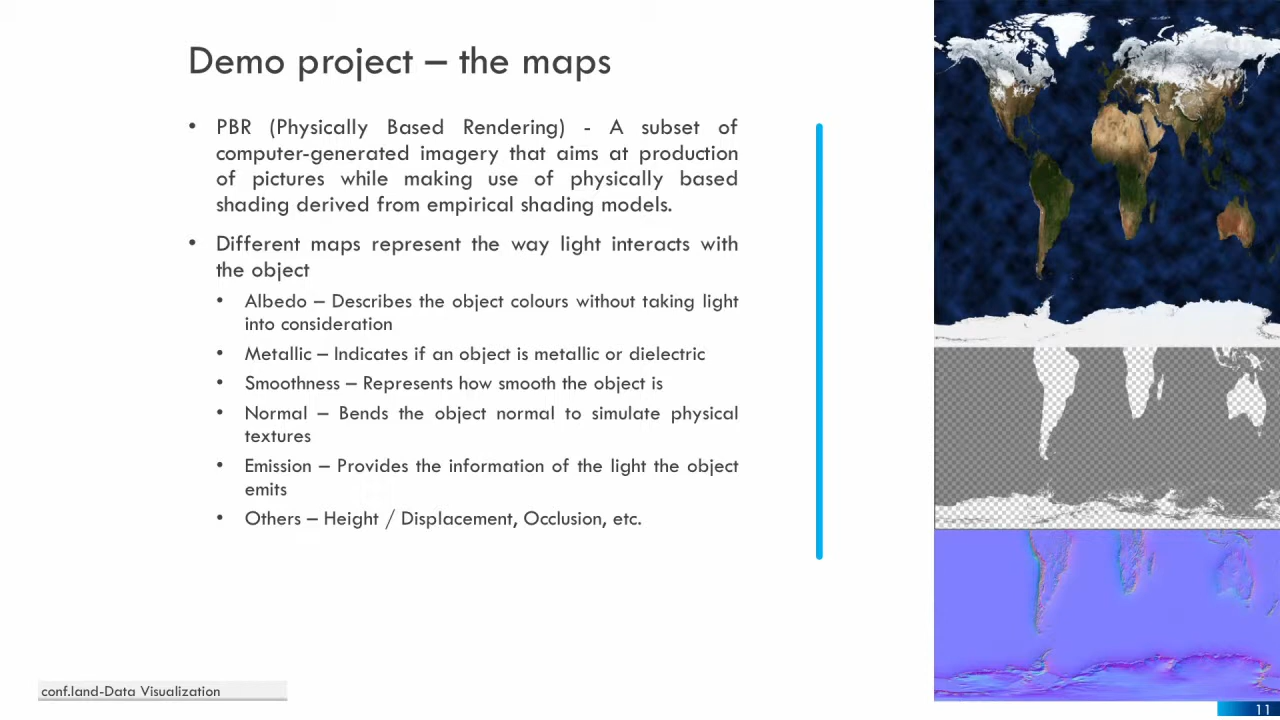 Demo project – the maps
• PBR (Physically Based Rendering) - A subset of
computer-generated imagery that aims at production
of pictures while making use of physically based
shading derived from empirical shading models.
• Different maps represent the way light interacts with
the object
• Albedo – Describes the object colours without taking light
into consideration
• Metallic – Indicates if an object is metallic or dielectric
• Smoothness – Represents how smooth the object is
• Normal – Bends the object normal to simulate physical
textures
• Emission – Provides the information of the light the object
emits
• Others – Height / Displacement, Occlusion, etc.
conf.land-Data Visualization
11